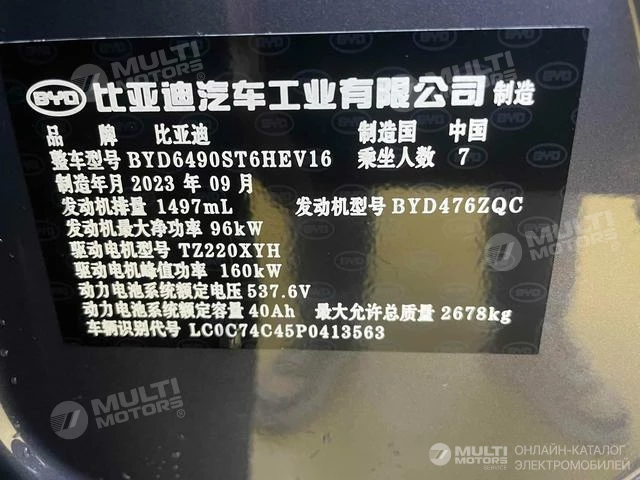 BYD 比亚迪汽车工业有限公司 制造
品 牌 比亚迪 制造国 中国
整车型号 BYD6490ST6HEV16 乘坐人数 7
制造年月 2023 年 09 月
发动机排量 1497mL 发动机型号 BYD476ZQC
发动机最大净功率 96kW
驱动电机型号 TZ220XYH
驱动电机峰值功率 160kW
动力电池系统额定电压 537.6V
动力电池系统额定容量 40Ah 最大允许总质量 2678kg
车辆识别代号 LC0C74C45P0413563
MULTI MOTORS
MULTI MOTORS
MULTI MOTORS
MULTI MOTORS
MULTI MOTORS SERVICE
ОНЛАЙН-КАТАЛОГ
ЭЛЕКТРОМОБИЛЕЙ